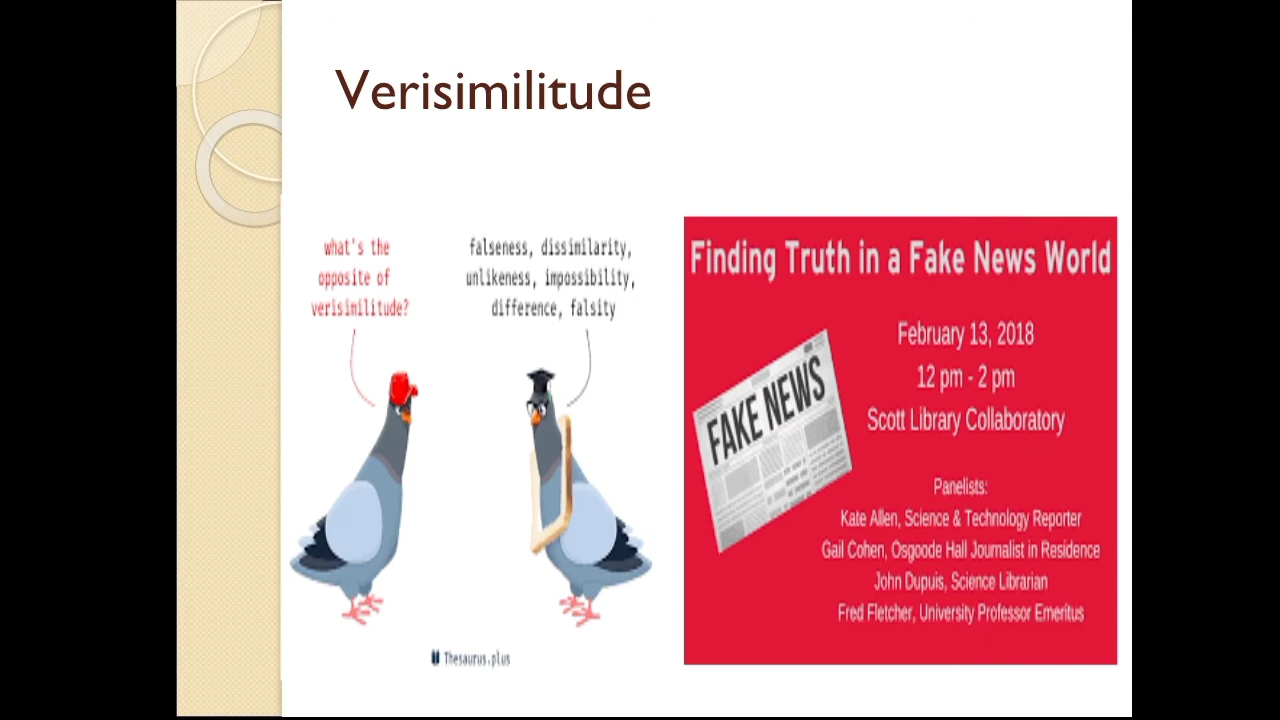 Verisimilitude
what's the
opposite of
verisimilitude?
falseness, dissimilarity,
unlikeness, impossibility,
difference, falsity
Thesaurus.plus
Finding Truth in a Fake News World
February 13, 2018
12 pm - 2 pm
Scott Library Collaboratory
FAKE NEWS
Panelists:
Kate Allen, Science & Technology Reporter
Gail Cohen, Osgoode Hall Journalist in Residence
John Dupuis, Science Librarian
Fred Fletcher, University Professor Emeritus